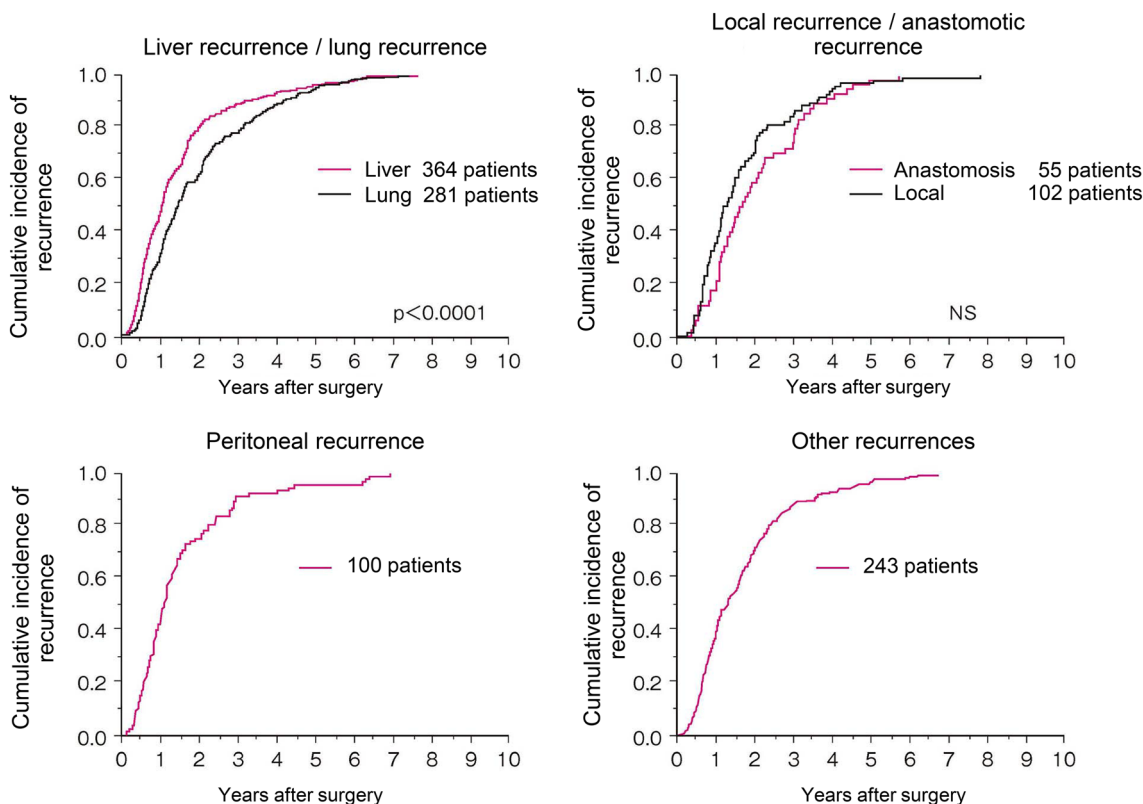 Liver recurrence / lung recurrence
Cumulative incidence of
recurrence
1.0
0.8
0.6
0.4
0.2
0.0
Liver 364 patients
Lung 281 patients
p<0.0001
0 1 2 3 4 5 6 7 8 9 10
Years after surgery
Local recurrence / anastomotic
recurrence
Cumulative incidence of
recurrence
1.0
0.8
0.6
0.4
0.2
0.0
Anastomosis 55 patients
Local 102 patients
NS
0 1 2 3 4 5 6 7 8 9 10
Years after surgery
Peritoneal recurrence
Cumulative incidence of
recurrence
1.0
0.8
0.6
0.4
0.2
0.0
100 patients
0 1 2 3 4 5 6 7 8 9 10
Years after surgery
Other recurrences
Cumulative incidence of
recurrence
1.0
0.8
0.6
0.4
0.2
0.0
243 patients
0 1 2 3 4 5 6 7 8 9 10
Years after surgery